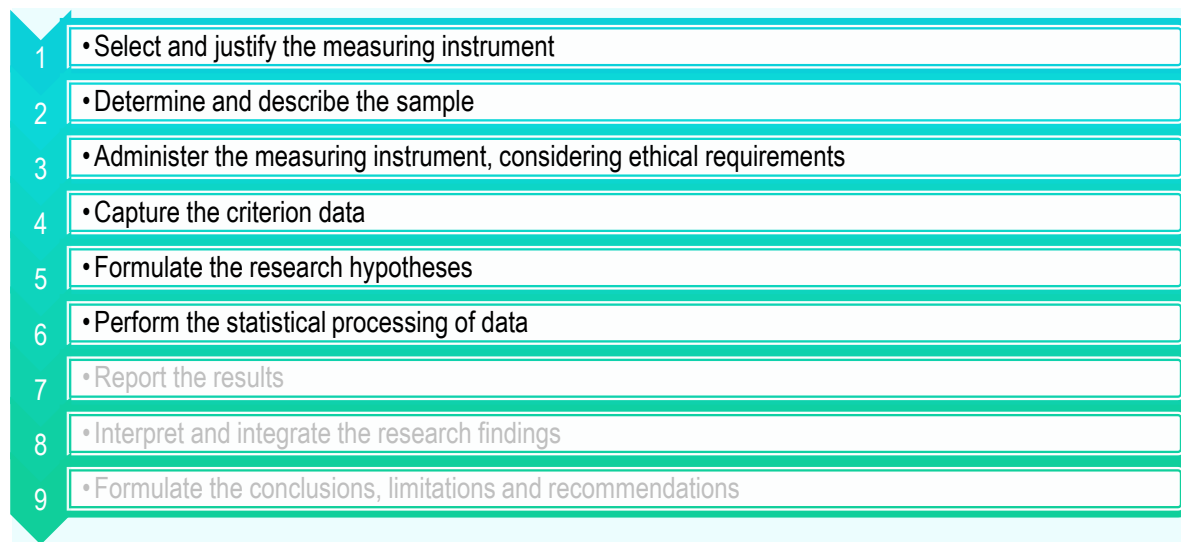 1 •Select and justify the measuring instrument
2 •Determine and describe the sample
3 •Administer the measuring instrument, considering ethical requirements
4 •Capture the criterion data
5 •Formulate the research hypotheses
6 •Perform the statistical processing of data
7 •Report the results
8 •Interpret and integrate the research findings
9 •Formulate the conclusions, limitations and recommendations